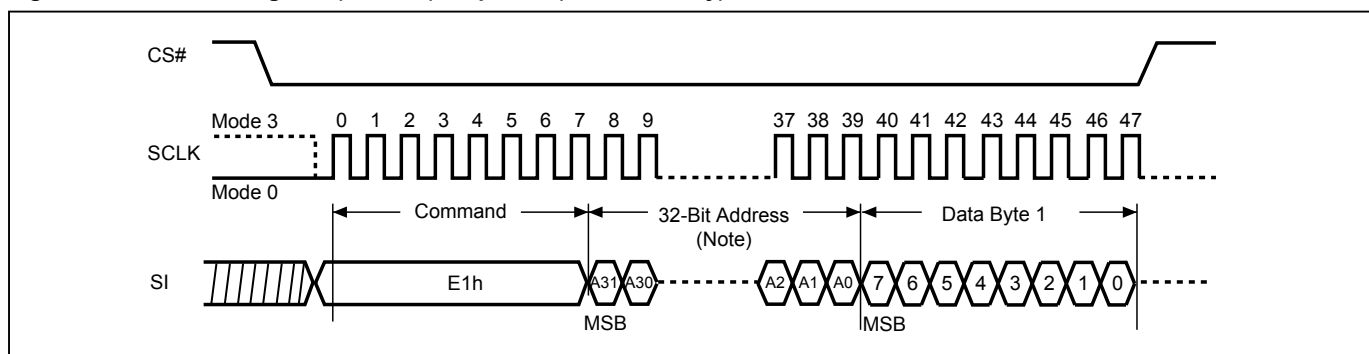 CS#
Mode 3 0 1 2 3 4 5 6 7 8 9 37 38 39 40 41 42 43 44 45 46 47
SCLK
Mode 0
Command 32-Bit Address Data Byte 1
(Note)
SI E1h A31 A30 A2 A1 A0 7 6 5 4 3 2 1 0
MSB MSB